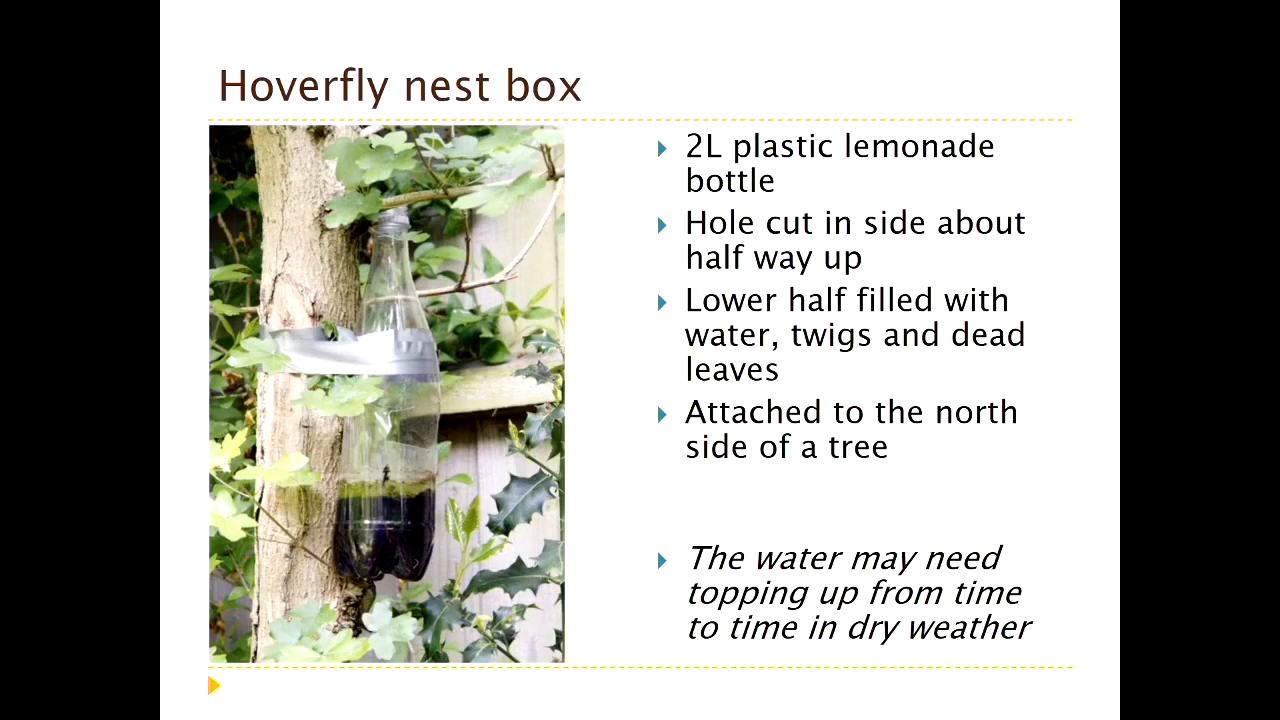 Hoverfly nest box
2L plastic lemonade
bottle
Hole cut in side about
half way up
Lower half filled with
water, twigs and dead
leaves
Attached to the north
side of a tree
The water may need
topping up from time
to time in dry weather